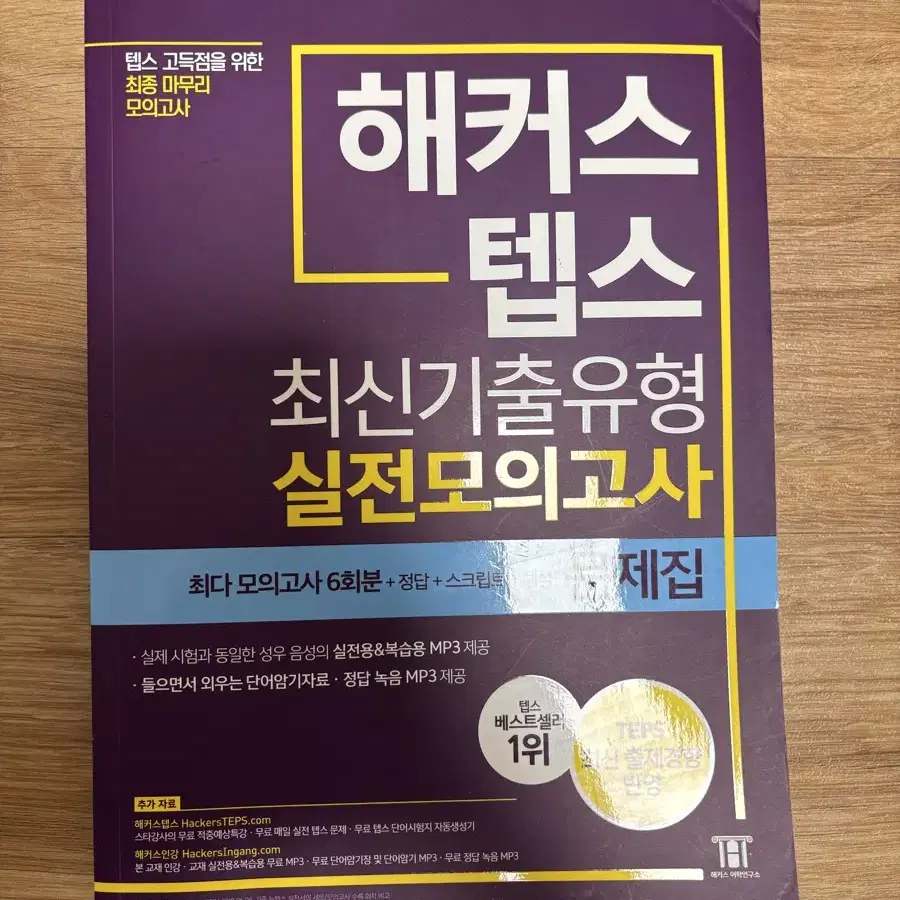 텝스 고득점을 위한
최종 마무리
모의고사
해커스
텝스
최신기출유형
실전모의고사
최다 모의고사 6회분 + 정답 + 스크립트
제집
· 실제 시험과 동일한 성우 음성의 실전용&복습용 MP3 제공
· 들으면서 외우는 단어암기자료 · 정답 녹음 MP3 제공
텝스
베스트셀러
1위
TEPS
최신 출제경향
반영
추가 자료
해커스텝스 HackersTEPS.com
스타강사의 무료 적중예상특강 · 무료 매일 실전 텝스 문제 · 무료 텝스 단어시험지 자동생성기
해커스인강 HackersIngang.com
본 교재 인강 · 교재 실전용&복습용 무료 MP3 · 무료 단어암기장 및 단어암기 MP3 · 무료 정답 녹음 MP3
해커스 어학연구소